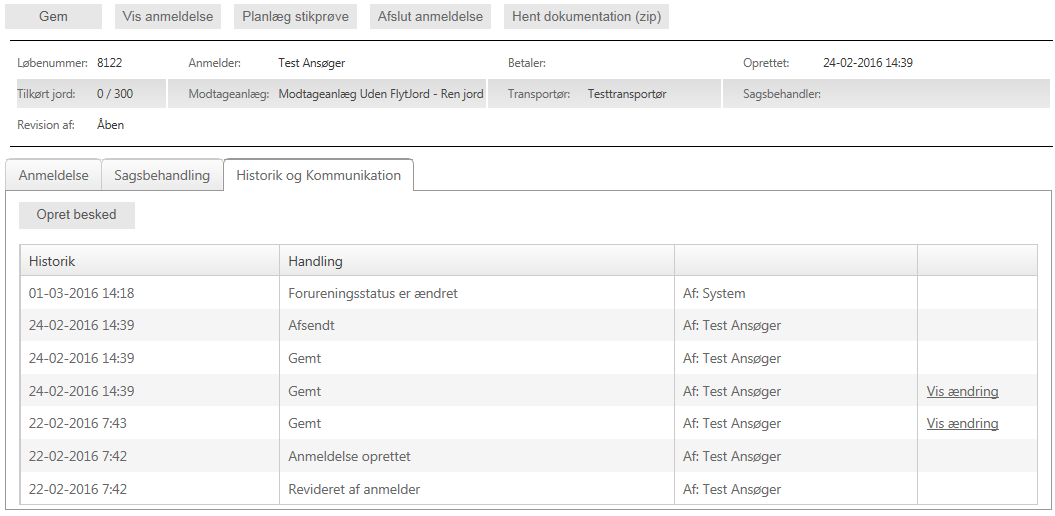 Gem Vis anmeldelse Planlæg stikprøve Afslut anmeldelse Hent dokumentation (zip)
Løbenummer: 8122 Anmelder: Test Ansøger Betaler: Oprettet: 24-02-2016 14:39
Tilkørt jord: 0 / 300 Modtageanlæg: Modtageanlæg Uden FlytJord - Ren jord Transportør: Testtransportør Sagsbehandler:
Revision af: Åben
Anmeldelse Sagsbehandling Historik og Kommunikation
Opret besked
Historik Handling
01-03-2016 14:18 Forureningsstatus er ændret Af: System
24-02-2016 14:39 Afsendt Af: Test Ansøger
24-02-2016 14:39 Gemt Af: Test Ansøger
24-02-2016 14:39 Gemt Af: Test Ansøger Vis ændring
22-02-2016 7:43 Gemt Af: Test Ansøger Vis ændring
22-02-2016 7:42 Anmeldelse oprettet Af: Test Ansøger
22-02-2016 7:42 Revideret af anmelder Af: Test Ansøger